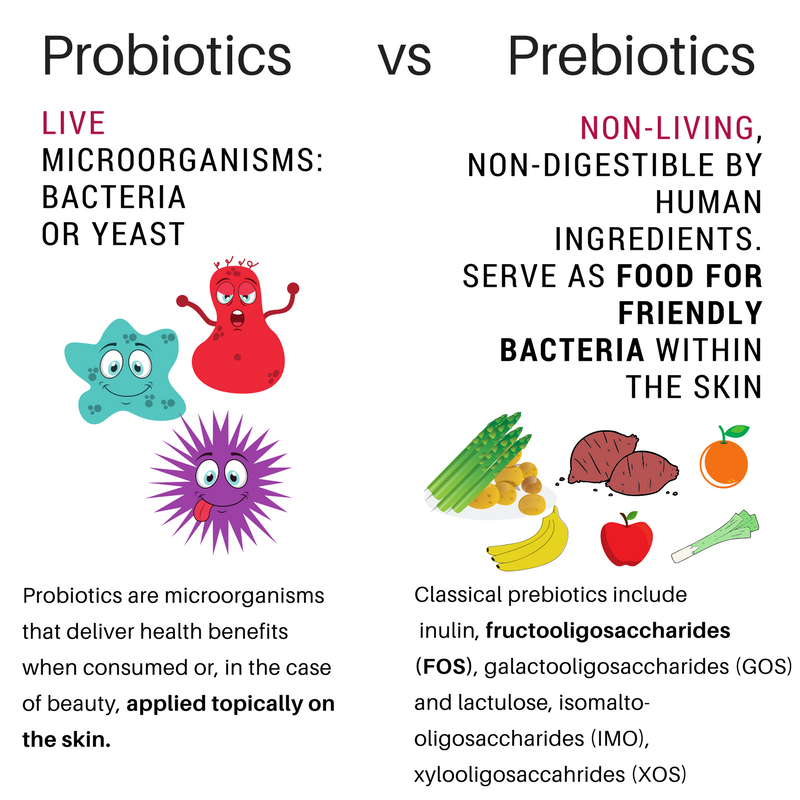 Probiotics vs Prebiotics
LIVE
MICROORGANISMS:
BACTERIA
OR YEAST
NON-LIVING,
NON-DIGESTIBLE BY
HUMAN
INGREDIENTS.
SERVE AS FOOD FOR
FRIENDLY
BACTERIA WITHIN
THE SKIN
Probiotics are microorganisms
that deliver health benefits
when consumed or, in the case
of beauty, applied topically on
the skin.
Classical prebiotics include
inulin, fructooligosaccharides
(FOS), galactooligosaccharides (GOS)
and lactulose, isomalto-
oligosaccharides (IMO),
xylooligosaccahrides (XOS)